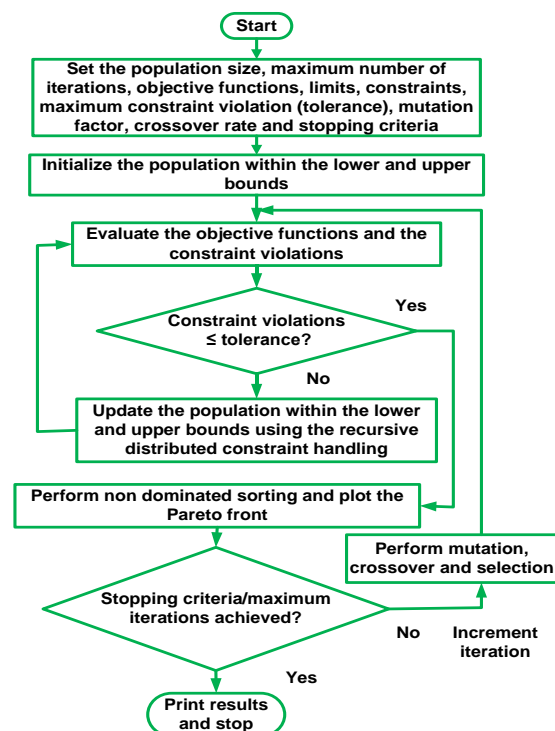 Start
Set the population size, maximum number of
iterations, objective functions, limits, constraints,
maximum constraint violation (tolerance), mutation
factor, crossover rate and stopping criteria
Initialize the population within the lower and upper
bounds
Evaluate the objective functions and the
constraint violations
Yes
Constraint violations
≤ tolerance?
No
Update the population within the lower
and upper bounds using the recursive
distributed constraint handling
Perform non dominated sorting and plot the
Pareto front
Perform mutation,
crossover and selection
Stopping criteria/maximum
iterations achieved?
No
Increment
iteration
Yes
Print results
and stop